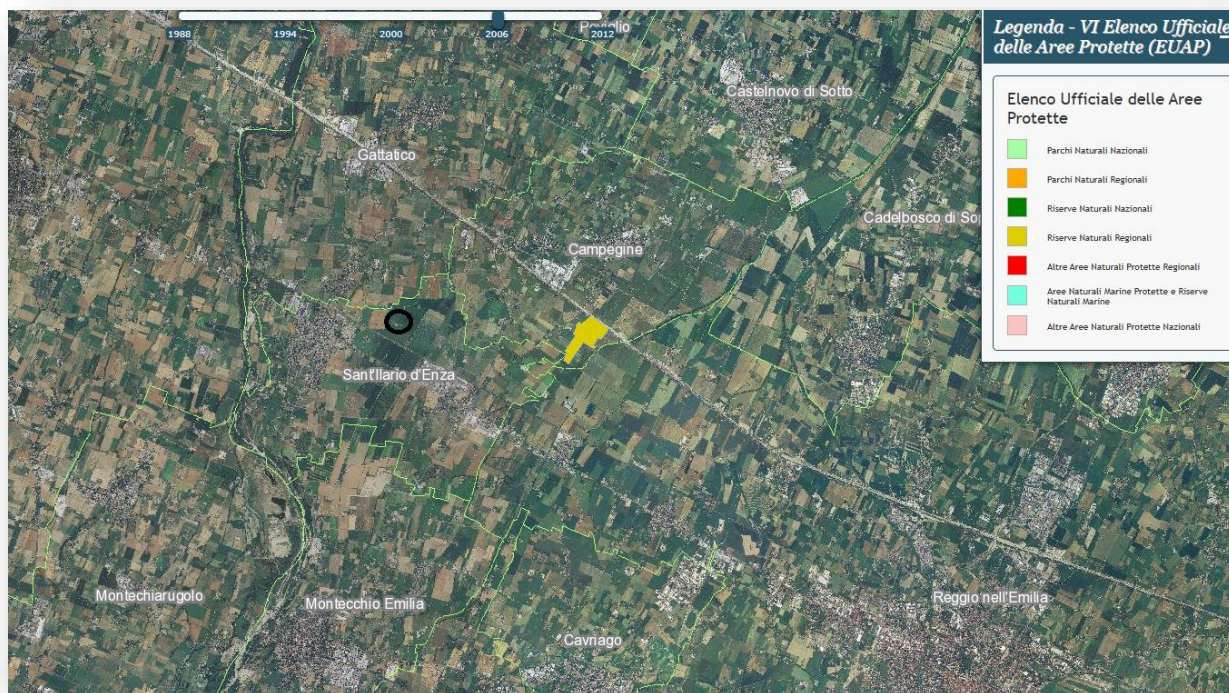 1988
1994
2000
2006
2012
Poviglio
Castelnovo di Sotto
Gattatico
Cadelbosco di Sop
Campegine
Sant'Ilario d'Enza
Montechiarugolo
Montecchio Emilia
Reggio nell'Emilia
Cavriago
Legenda - VI Elenco Ufficiale
delle Aree Protette (EUAP)
Elenco Ufficiale delle Aree
Protette
Parchi Naturali Nazionali
Parchi Naturali Regionali
Riserve Naturali Nazionali
Riserve Naturali Regionali
Altre Aree Naturali Protette Regionali
Aree Naturali Marine Protette e Riserve
Naturali Marine
Altre Aree Naturali Protette Nazionali